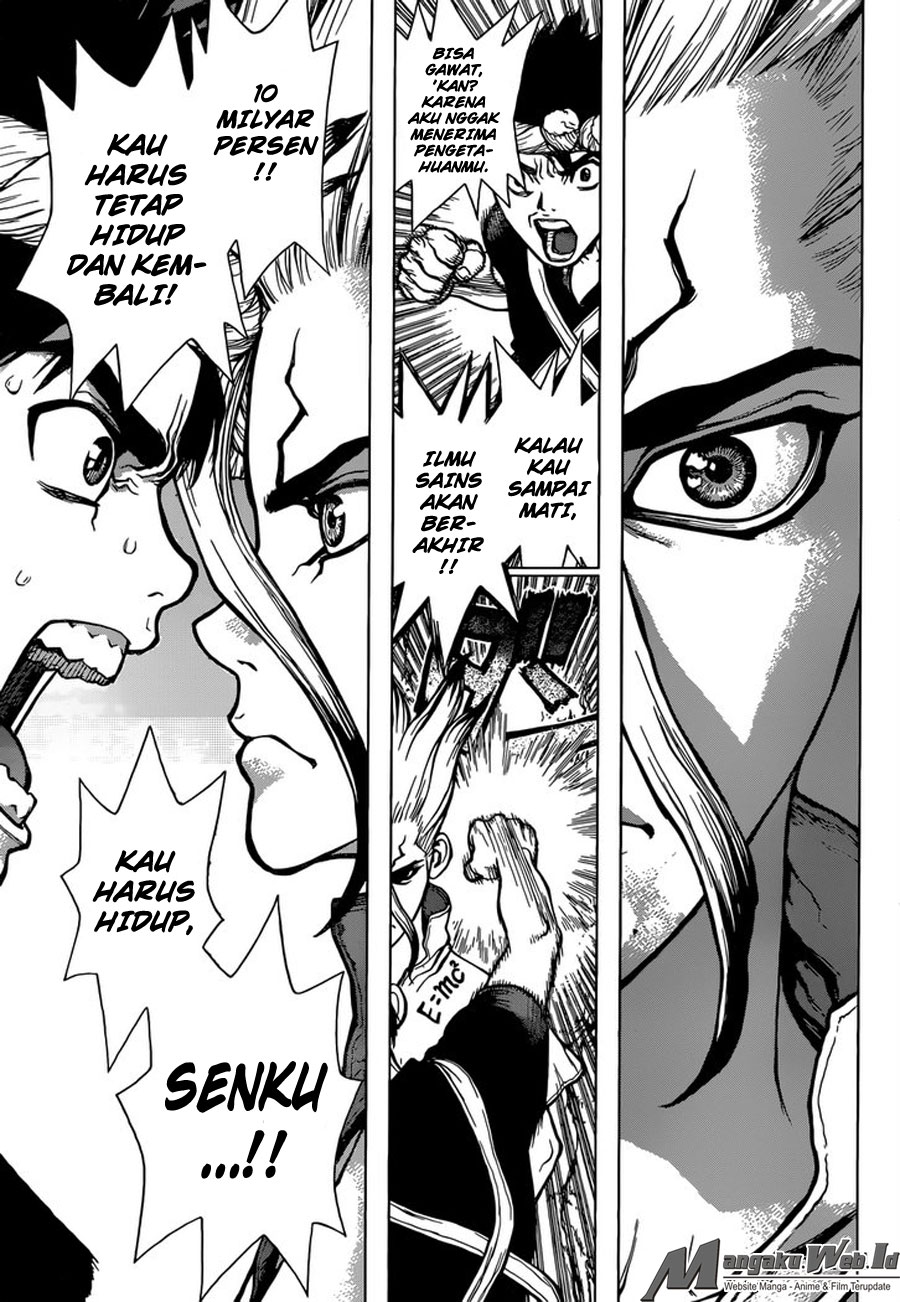 BISA
GAWAT,
'KAN?
KARENA
AKU NGGAK
MENERIMA
PENGETA-
HUANMU.
KALAU
KAU
SAMPAI
MATI,
ILMU
SAINS
AKAN
BER-
AKHIR
!!
E=mc²
10
MILYAR
PERSEN
!!
KAU
HARUS
TETAP
HIDUP
DAN KEM-
BALI!
KAU
HARUS
HIDUP,
SENKU
...!!
Mangaku Web.Id
Website Manga - Anime & Film Terupdate